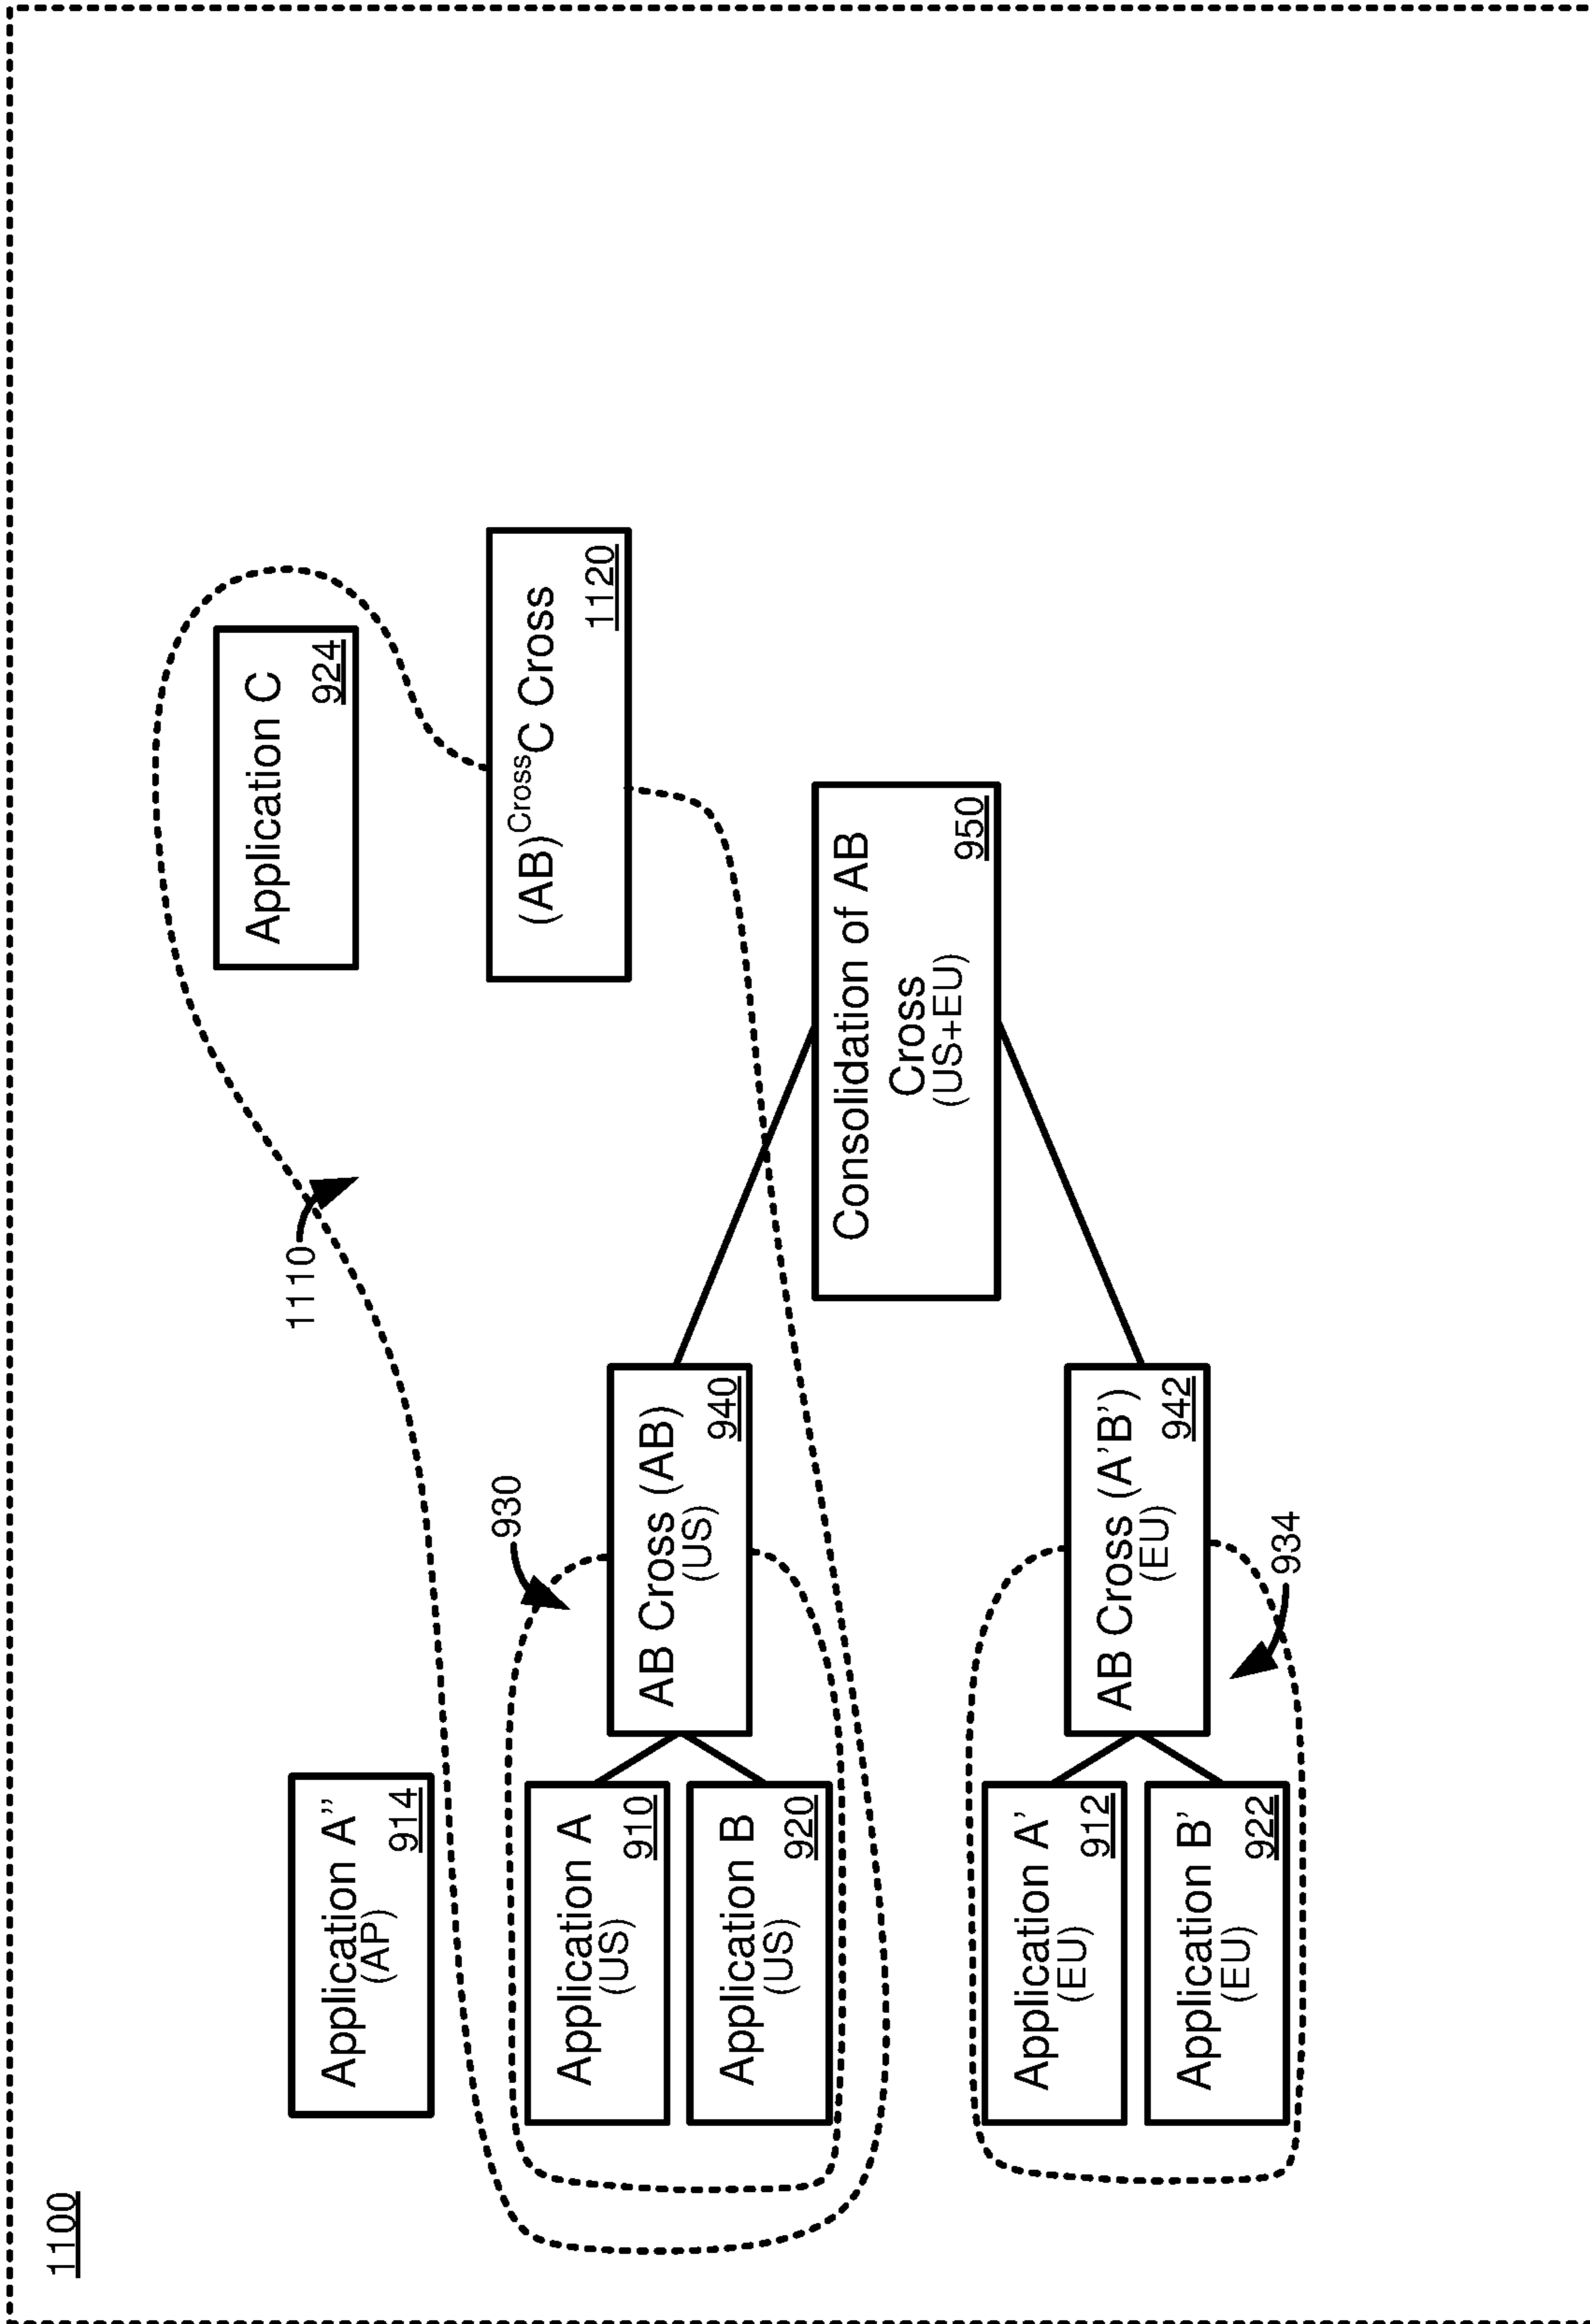 1100
Application A"
(AP)
914
1110
Application C
924
(AB)CrossC Cross
1120
930
Application A
(US)
910
Application B
(US)
920
AB Cross (AB)
(US)
940
Consolidation of AB
Cross
(US+EU)
950
Application A'
(EU)
912
Application B'
(EU)
922
AB Cross (A'B')
(EU)
942
934